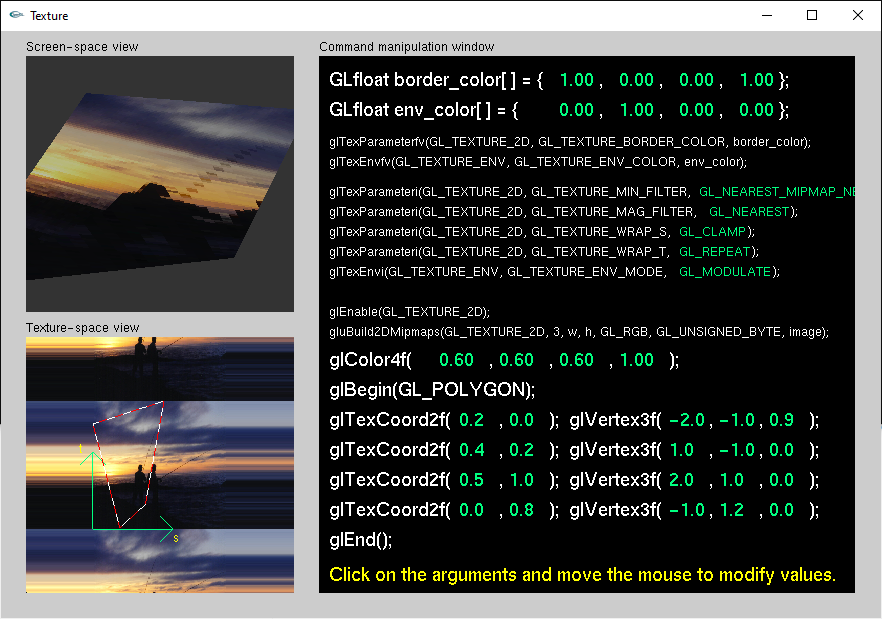 Texture
Screen-space view
Command manipulation window
GLfloat border_color[ ] = { 1.00 , 0.00 , 0.00 , 1.00 };
GLfloat env_color[ ] = { 0.00 , 1.00 , 0.00 , 0.00 };
glTexParameterfv(GL_TEXTURE_2D, GL_TEXTURE_BORDER_COLOR, border_color);
glTexEnvfv(GL_TEXTURE_ENV, GL_TEXTURE_ENV_COLOR, env_color);
glTexParameteri(GL_TEXTURE_2D, GL_TEXTURE_MIN_FILTER, GL_NEAREST_MIPMAP_NE
glTexParameteri(GL_TEXTURE_2D, GL_TEXTURE_MAG_FILTER, GL_NEAREST);
glTexParameteri(GL_TEXTURE_2D, GL_TEXTURE_WRAP_S, GL_CLAMP);
glTexParameteri(GL_TEXTURE_2D, GL_TEXTURE_WRAP_T, GL_REPEAT);
glTexEnvi(GL_TEXTURE_ENV, GL_TEXTURE_ENV_MODE, GL_MODULATE);
glEnable(GL_TEXTURE_2D);
gluBuild2DMipmaps(GL_TEXTURE_2D, 3, w, h, GL_RGB, GL_UNSIGNED_BYTE, image);
glColor4f( 0.60 , 0.60 , 0.60 , 1.00 );
glBegin(GL_POLYGON);
glTexCoord2f( 0.2 , 0.0 ); glVertex3f( -2.0 , -1.0 , 0.9 );
glTexCoord2f( 0.4 , 0.2 ); glVertex3f( 1.0 , -1.0 , 0.0 );
glTexCoord2f( 0.5 , 1.0 ); glVertex3f( 2.0 , 1.0 , 0.0 );
glTexCoord2f( 0.0 , 0.8 ); glVertex3f( -1.0 , 1.2 , 0.0 );
glEnd();
Click on the arguments and move the mouse to modify values.
Texture-space view
t
s